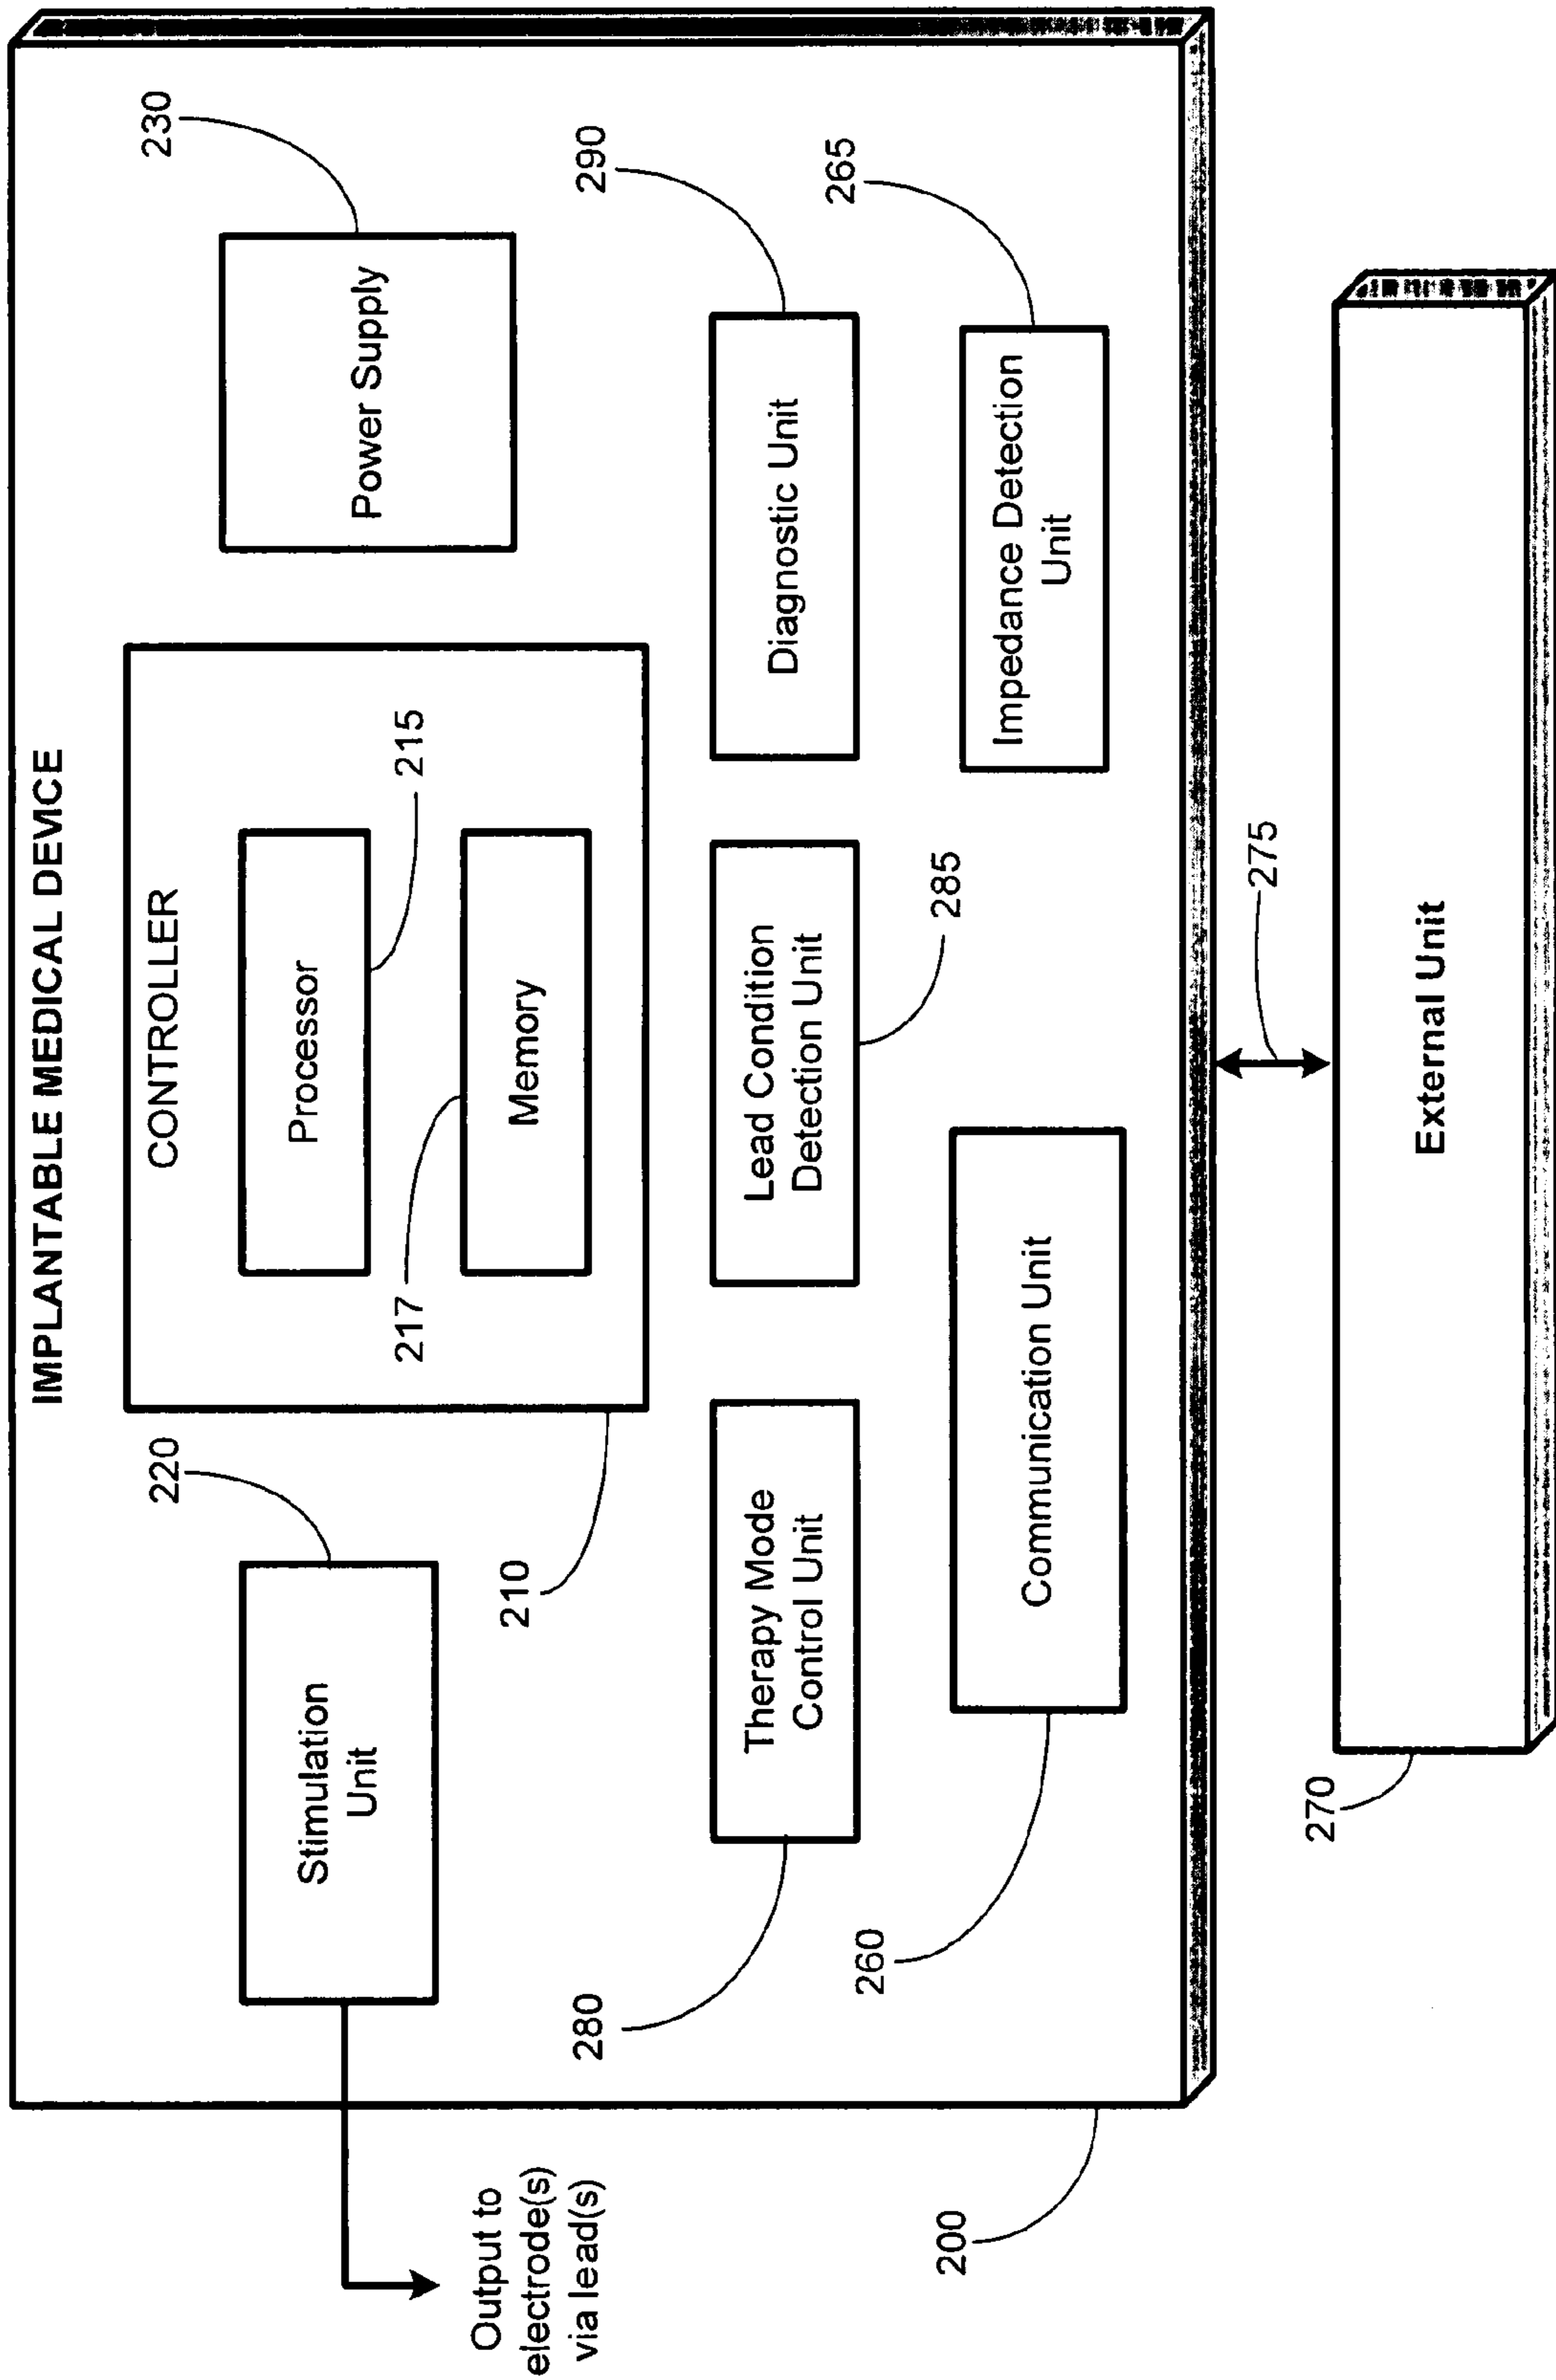 IMPLANTABLE MEDICAL DEVICE
220
CONTROLLER
230
Stimulation
Unit
Processor
215
Power Supply
217
Memory
210
Output to
electrode(s)
via lead(s)
280
Therapy Mode
Control Unit
Lead Condition
Detection Unit
285
Diagnostic Unit
290
260
Communication Unit
Impedance Detection
Unit
265
200
275
270
External Unit